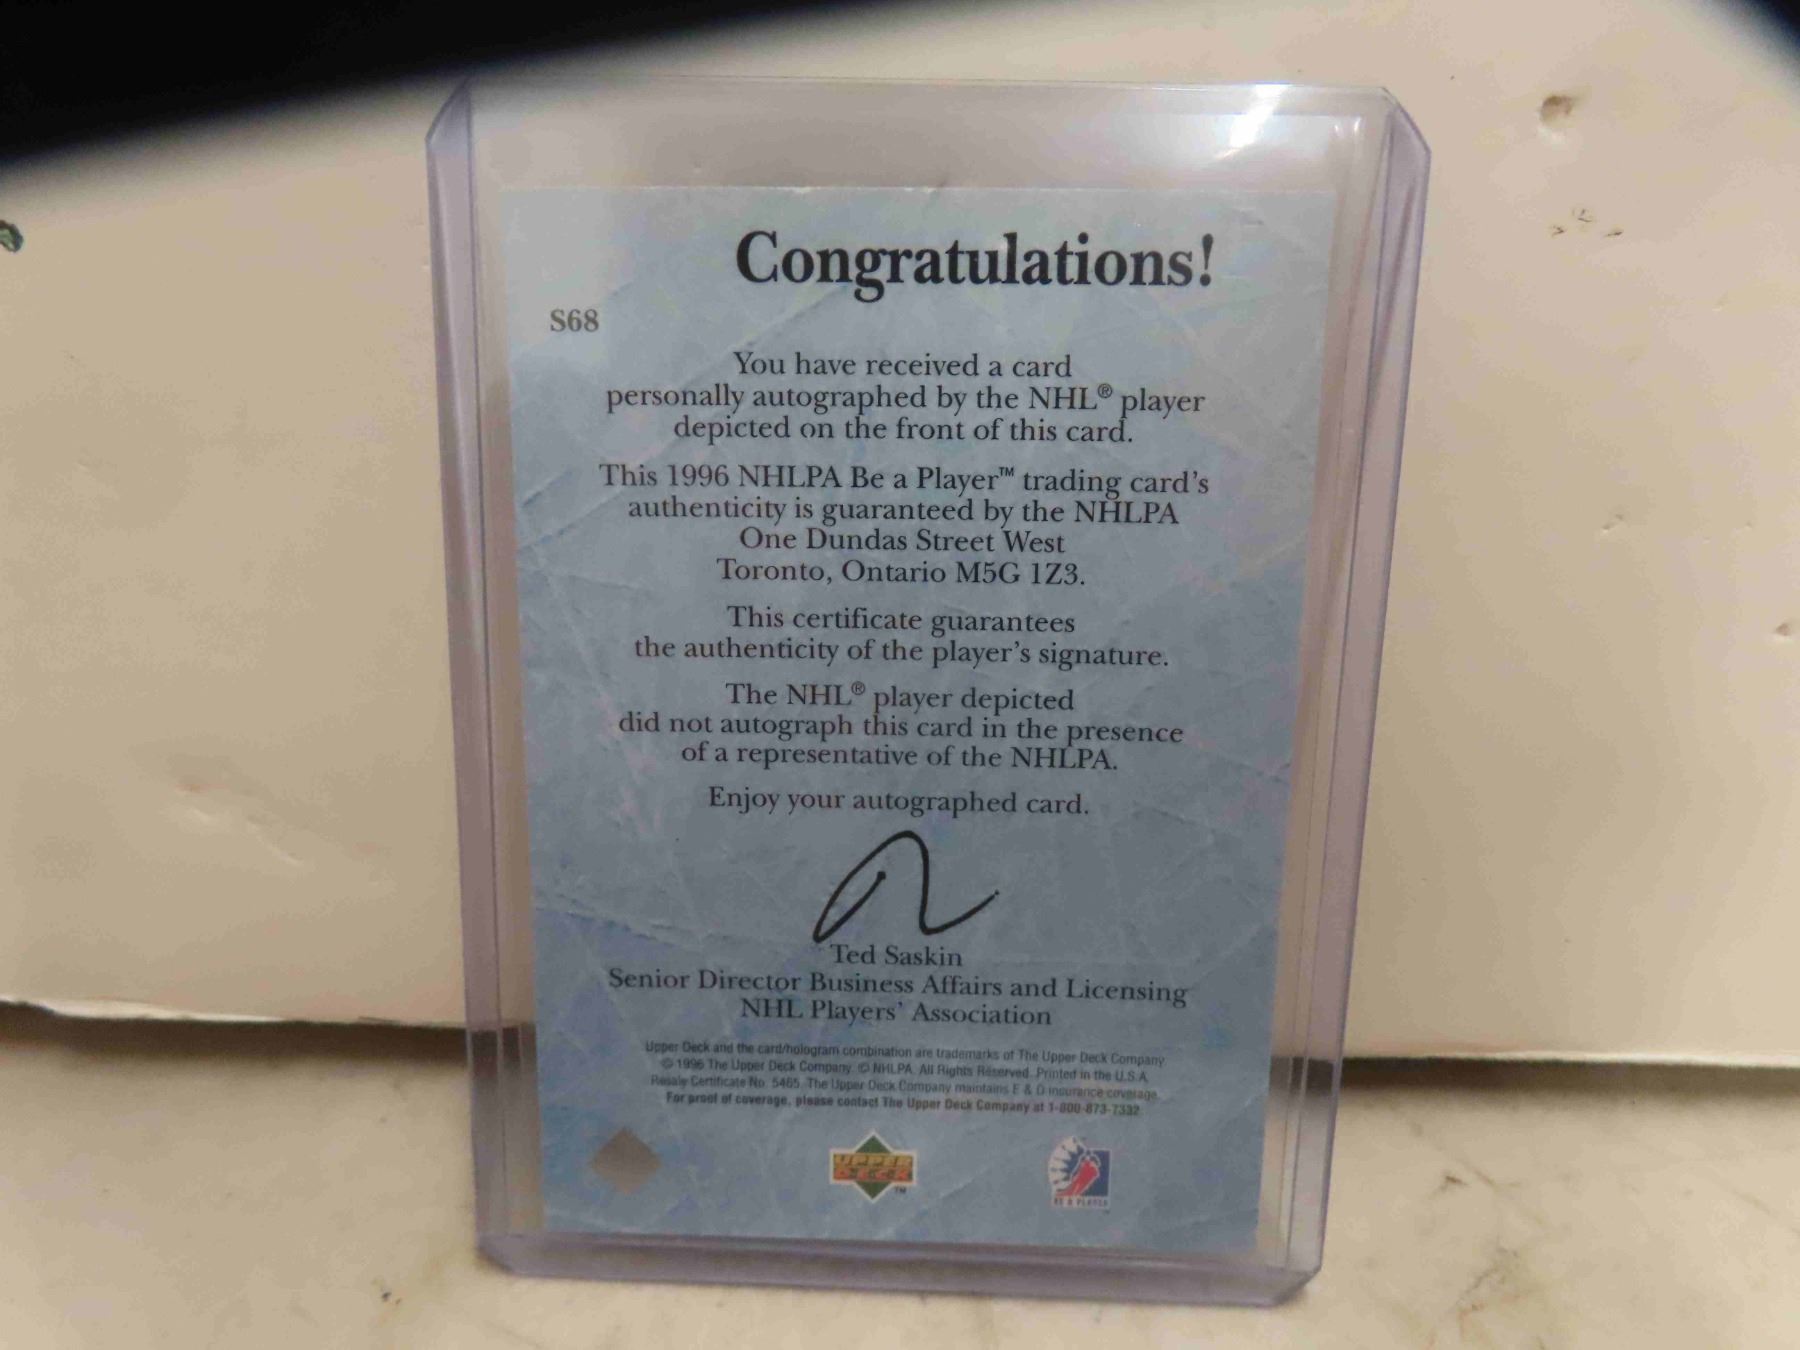 Congratulations!
S68
You have received a card
personally autographed by the NHL® player
depicted on the front of this card.
This 1996 NHLPA Be a Player™ trading card's
authenticity is guaranteed by the NHLPA
One Dundas Street West
Toronto, Ontario M5G 1Z3.
This certificate guarantees
the authenticity of the player's signature.
The NHL® player depicted
did not autograph this card in the presence
of a representative of the NHLPA.
Enjoy your autographed card.
Ted Saskin
Senior Director Business Affairs and Licensing
NHL Players' Association
Upper Deck and the card/hologram combination are trademarks of The Upper Deck Company.
© 1996 The Upper Deck Company. © NHLPA. All Rights Reserved. Printed in the U.S.A.
Resale Certificate No. 5465. The Upper Deck Company maintains E & O insurance coverage.
For proof of coverage, please contact The Upper Deck Company at 1-800-873-7332.
UPPER
DECK™
BE A PLAYER